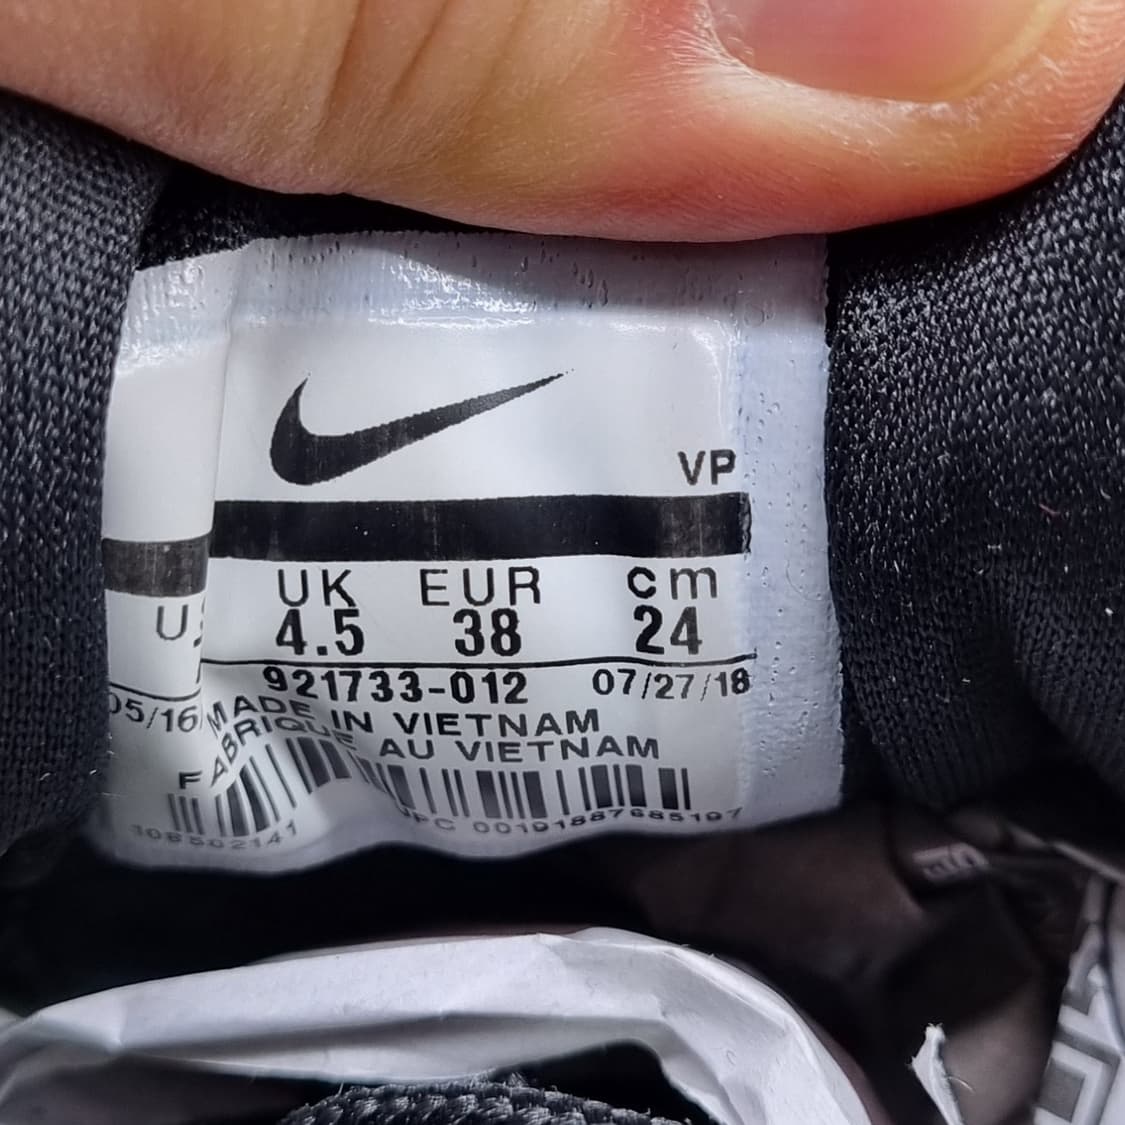 VP
UK EUR cm
4.5 38 24
921733-012 07/27/18
05/16
MADE IN VIETNAM
FABRIQUE AU VIETNAM
UPC 00191887685197